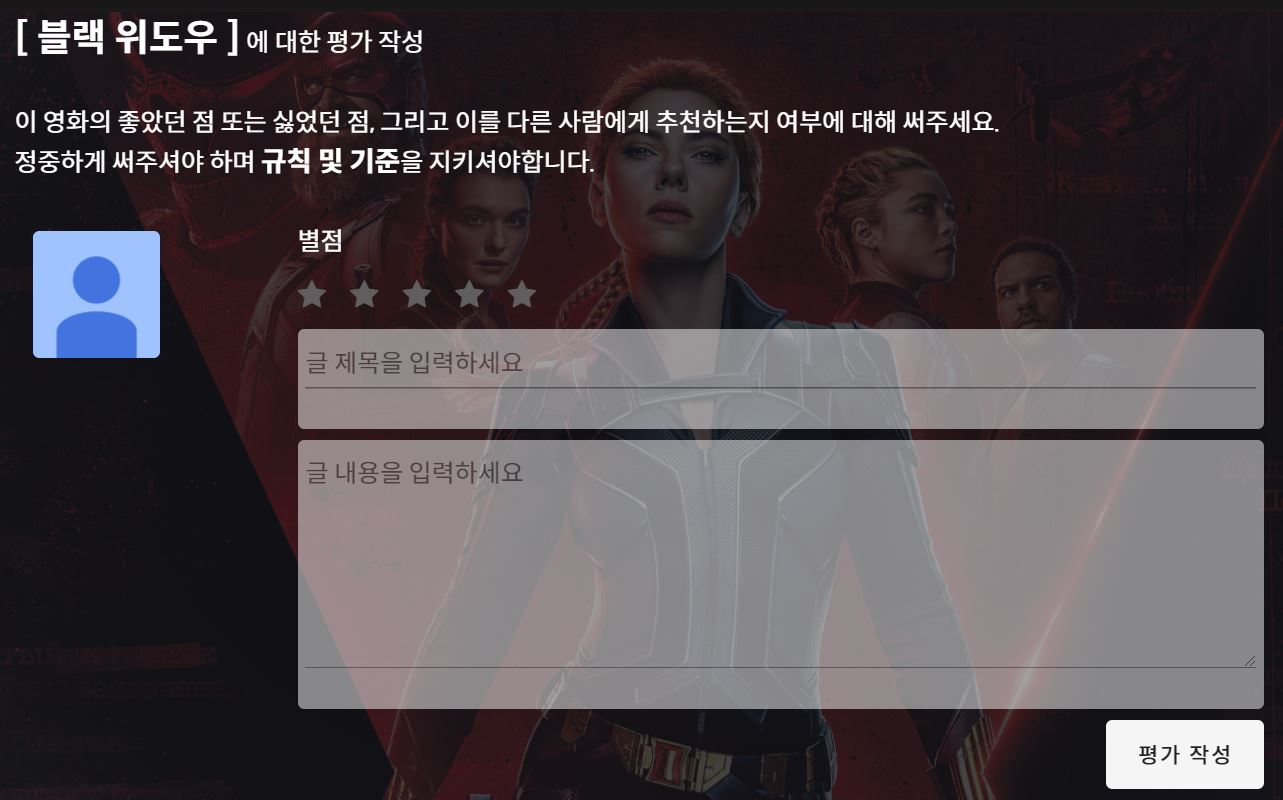 [ 블랙 위도우 ] 에 대한 평가 작성
이 영화의 좋았던 점 또는 싫었던 점, 그리고 이를 다른 사람에게 추천하는지 여부에 대해 써주세요.
정중하게 써주셔야 하며 규칙 및 기준을 지키셔야합니다.
별점
글 제목을 입력하세요
글 내용을 입력하세요
평가 작성